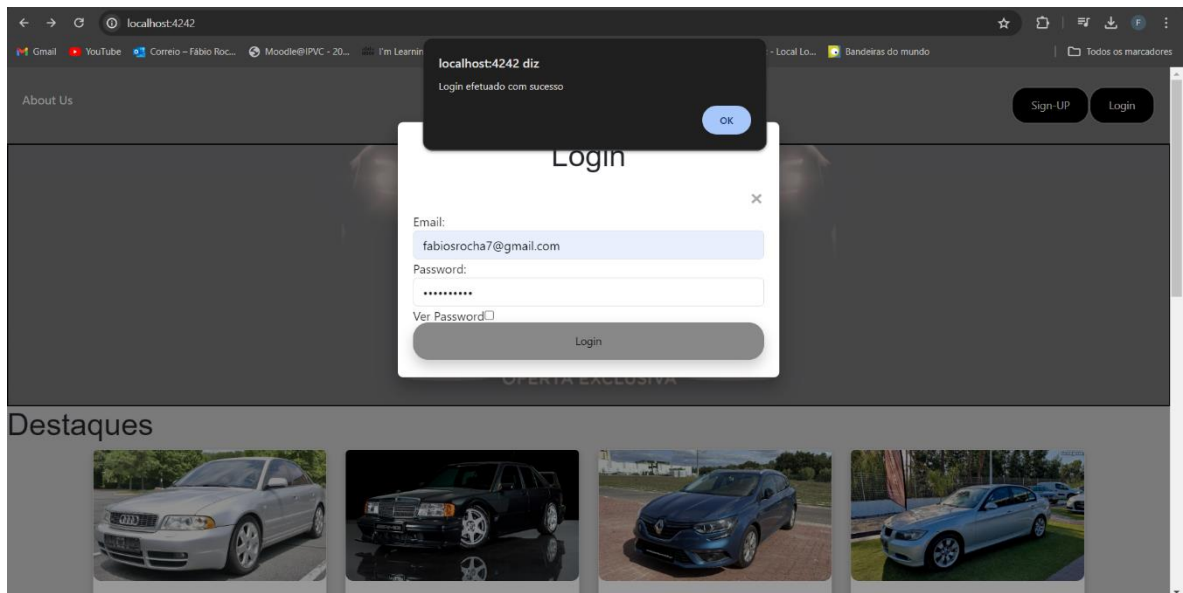 localhost:4242
Gmail YouTube Correio – Fábio Roc... Moodle@IPVC - 20... I'm Learnin - Local Lo... Bandeiras do mundo Todos os marcadores
localhost:4242 diz
Login efetuado com sucesso
OK
About Us
Sign-UP Login
Login
×
Email:
fabiosrocha7@gmail.com
Password:
••••••••••
Ver Password
Login
OFERTA EXCLUSIVA
Destaques